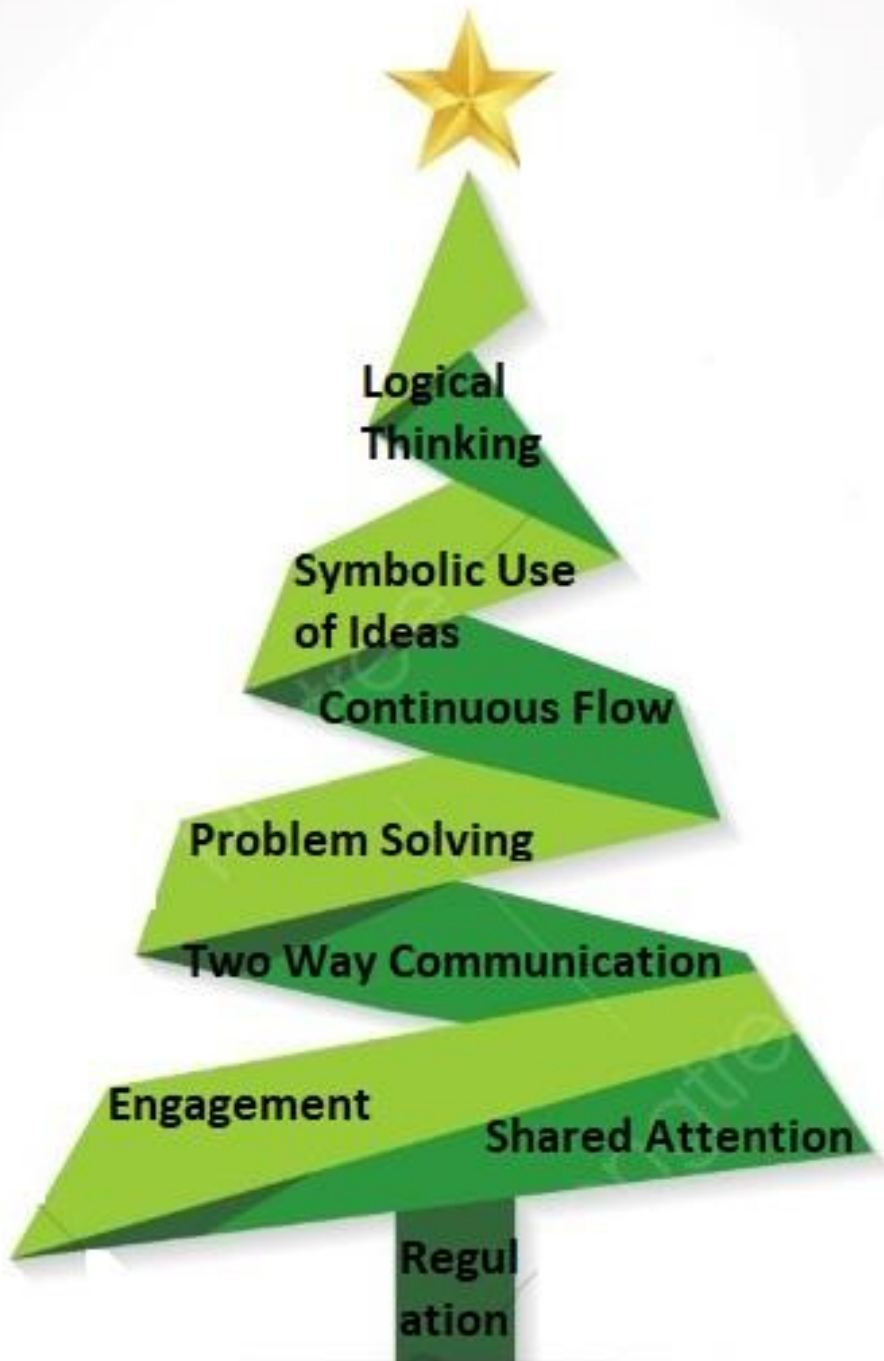 Logical
Thinking
Symbolic Use
of Ideas
Continuous Flow
Problem Solving
Two Way Communication
Engagement
Shared Attention
Regul
ation